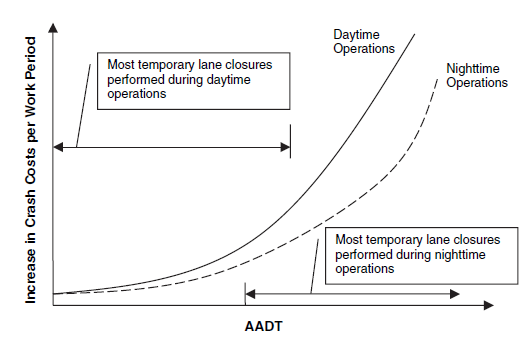 Increase in Crash Costs per Work Period
Daytime
Operations
Nighttime
Operations
Most temporary lane closures
performed during daytime
operations
Most temporary lane closures
performed during nighttime
operations
AADT